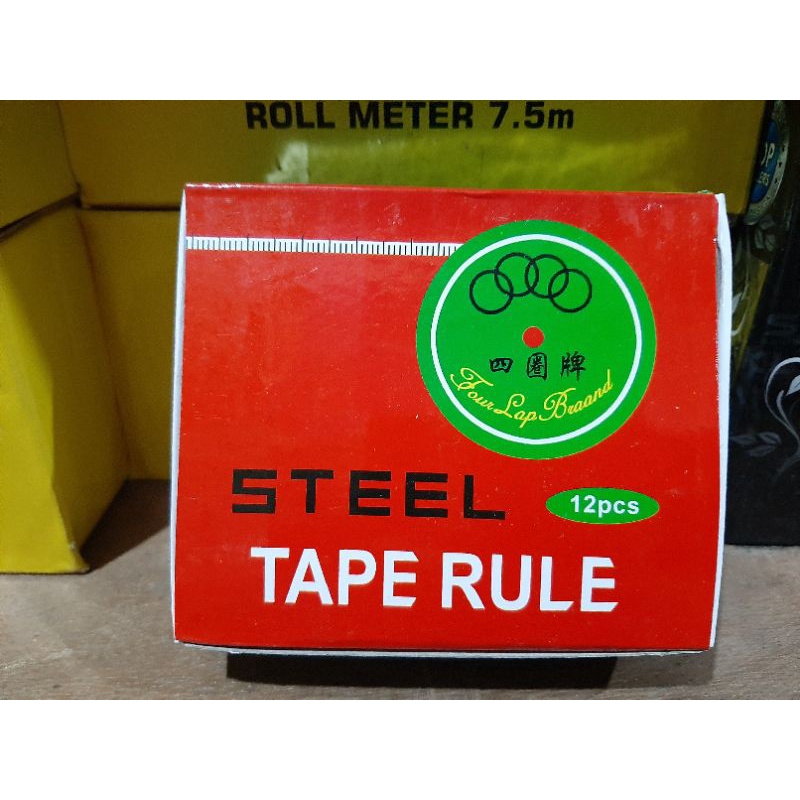 ROLL METER 7.5m
四圈牌
Four Lap Braand
STEEL
12pcs
TAPE RULE